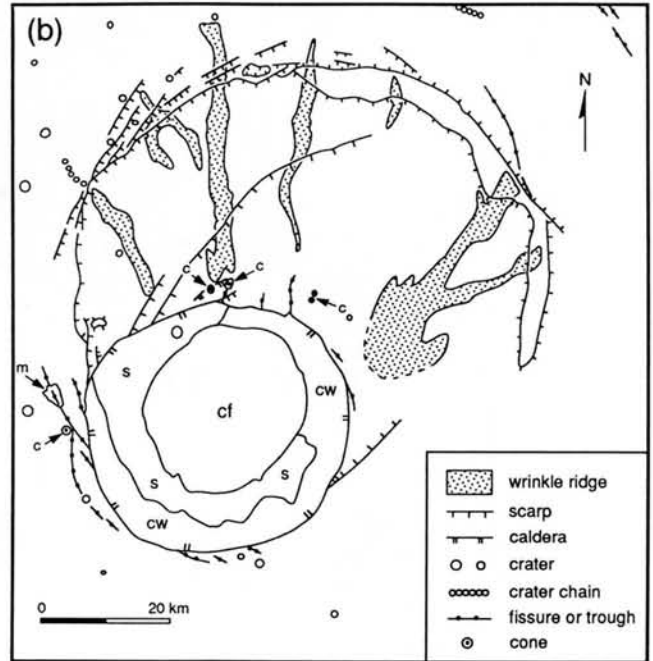 (b)
N
c
c
c
m
c
s
cf
cw
s
s
cw
0 20 km
wrinkle ridge
scarp
caldera
crater
crater chain
fissure or trough
cone